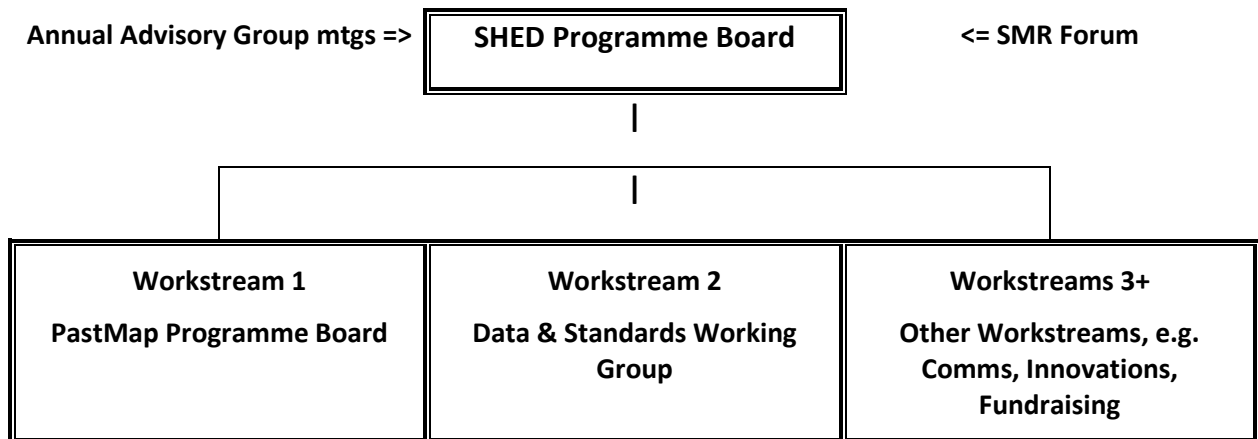 Annual Advisory Group mtgs => SHED Programme Board <= SMR Forum
|
|
Workstream 1
PastMap Programme Board
Workstream 2
Data & Standards Working
Group
Workstreams 3+
Other Workstreams, e.g.
Comms, Innovations,
Fundraising